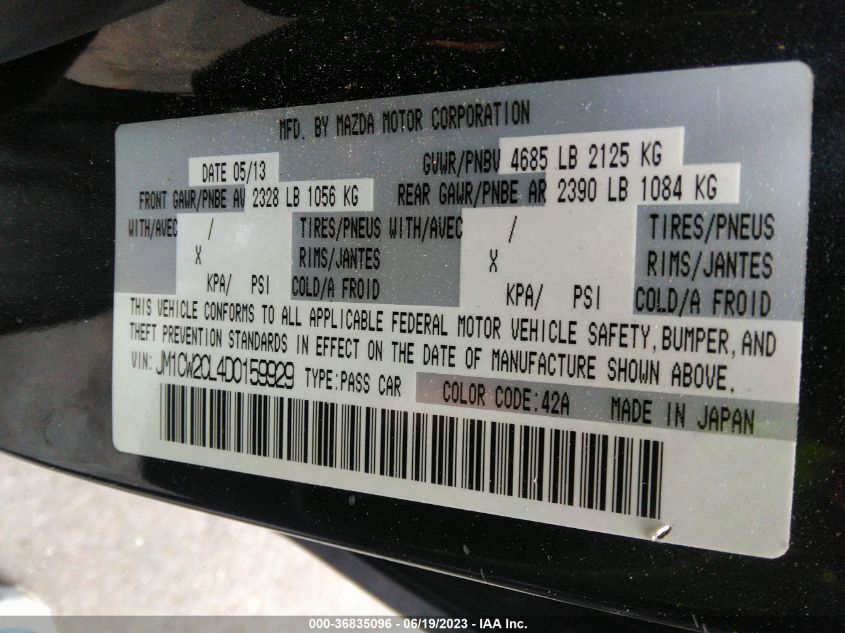 MFD. BY MAZDA MOTOR CORPORATION
DATE 05/13 GVWR/PNBV 4685 LB 2125 KG
FRONT GAWR/PNBE AV 2328 LB 1056 KG REAR GAWR/PNBE AR 2390 LB 1084 KG
WITH/AVEC / TIRES/PNEUS WITH/AVEC / TIRES/PNEUS
X RIMS/JANTES X RIMS/JANTES
KPA/ PSI COLD/A FROID KPA/ PSI COLD/A FROID
THIS VEHICLE CONFORMS TO ALL APPLICABLE FEDERAL MOTOR VEHICLE SAFETY, BUMPER, AND
THEFT PREVENTION STANDARDS IN EFFECT ON THE DATE OF MANUFACTURE SHOWN ABOVE.
VIN: JM1CW2CL4D0159929 TYPE:PASS CAR COLOR CODE:42A MADE IN JAPAN
000-36835096 - 06/19/2023 - IAA Inc.